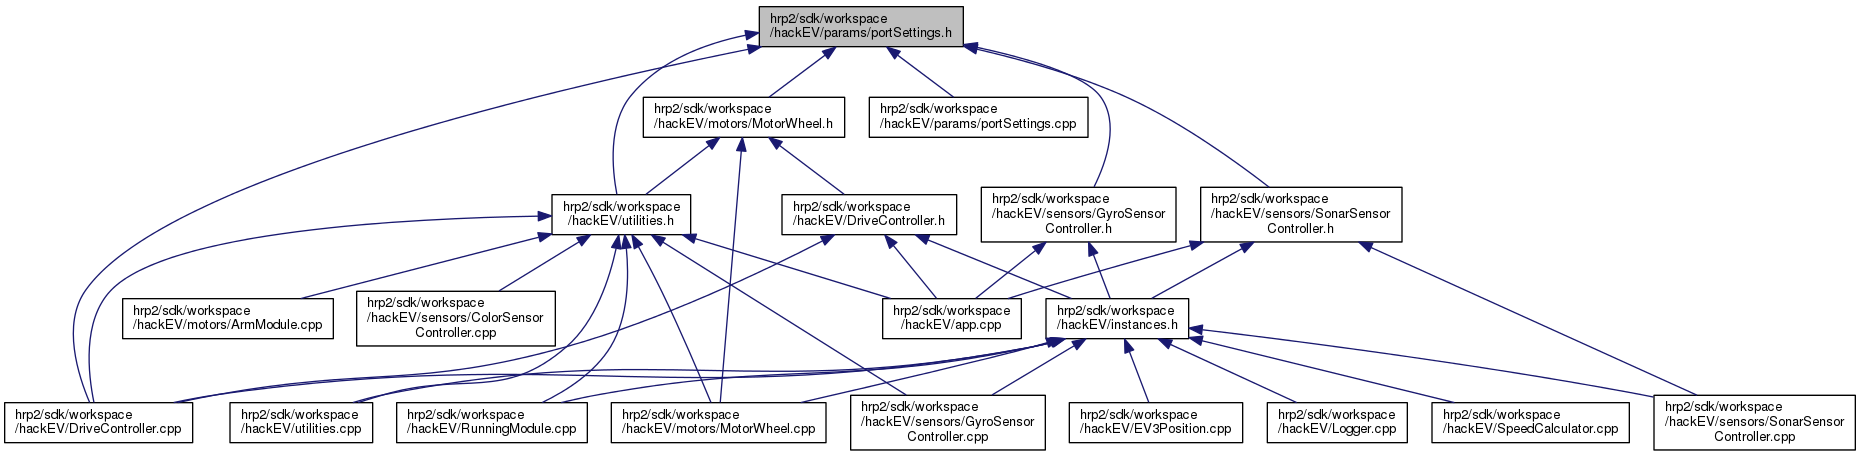 hrp2/sdk/workspace
/hackEV/params/portSettings.h
hrp2/sdk/workspace
/hackEV/motors/MotorWheel.h
hrp2/sdk/workspace
/hackEV/params/portSettings.cpp
hrp2/sdk/workspace
/hackEV/utilities.h
hrp2/sdk/workspace
/hackEV/DriveController.h
hrp2/sdk/workspace
/hackEV/sensors/GyroSensor
Controller.h
hrp2/sdk/workspace
/hackEV/sensors/SonarSensor
Controller.h
hrp2/sdk/workspace
/hackEV/motors/ArmModule.cpp
hrp2/sdk/workspace
/hackEV/sensors/ColorSensor
Controller.cpp
hrp2/sdk/workspace
/hackEV/app.cpp
hrp2/sdk/workspace
/hackEV/instances.h
hrp2/sdk/workspace
/hackEV/DriveController.cpp
hrp2/sdk/workspace
/hackEV/utilities.cpp
hrp2/sdk/workspace
/hackEV/RunningModule.cpp
hrp2/sdk/workspace
/hackEV/motors/MotorWheel.cpp
hrp2/sdk/workspace
/hackEV/sensors/GyroSensor
Controller.cpp
hrp2/sdk/workspace
/hackEV/EV3Position.cpp
hrp2/sdk/workspace
/hackEV/Logger.cpp
hrp2/sdk/workspace
/hackEV/SpeedCalculator.cpp
hrp2/sdk/workspace
/hackEV/sensors/SonarSensor
Controller.cpp